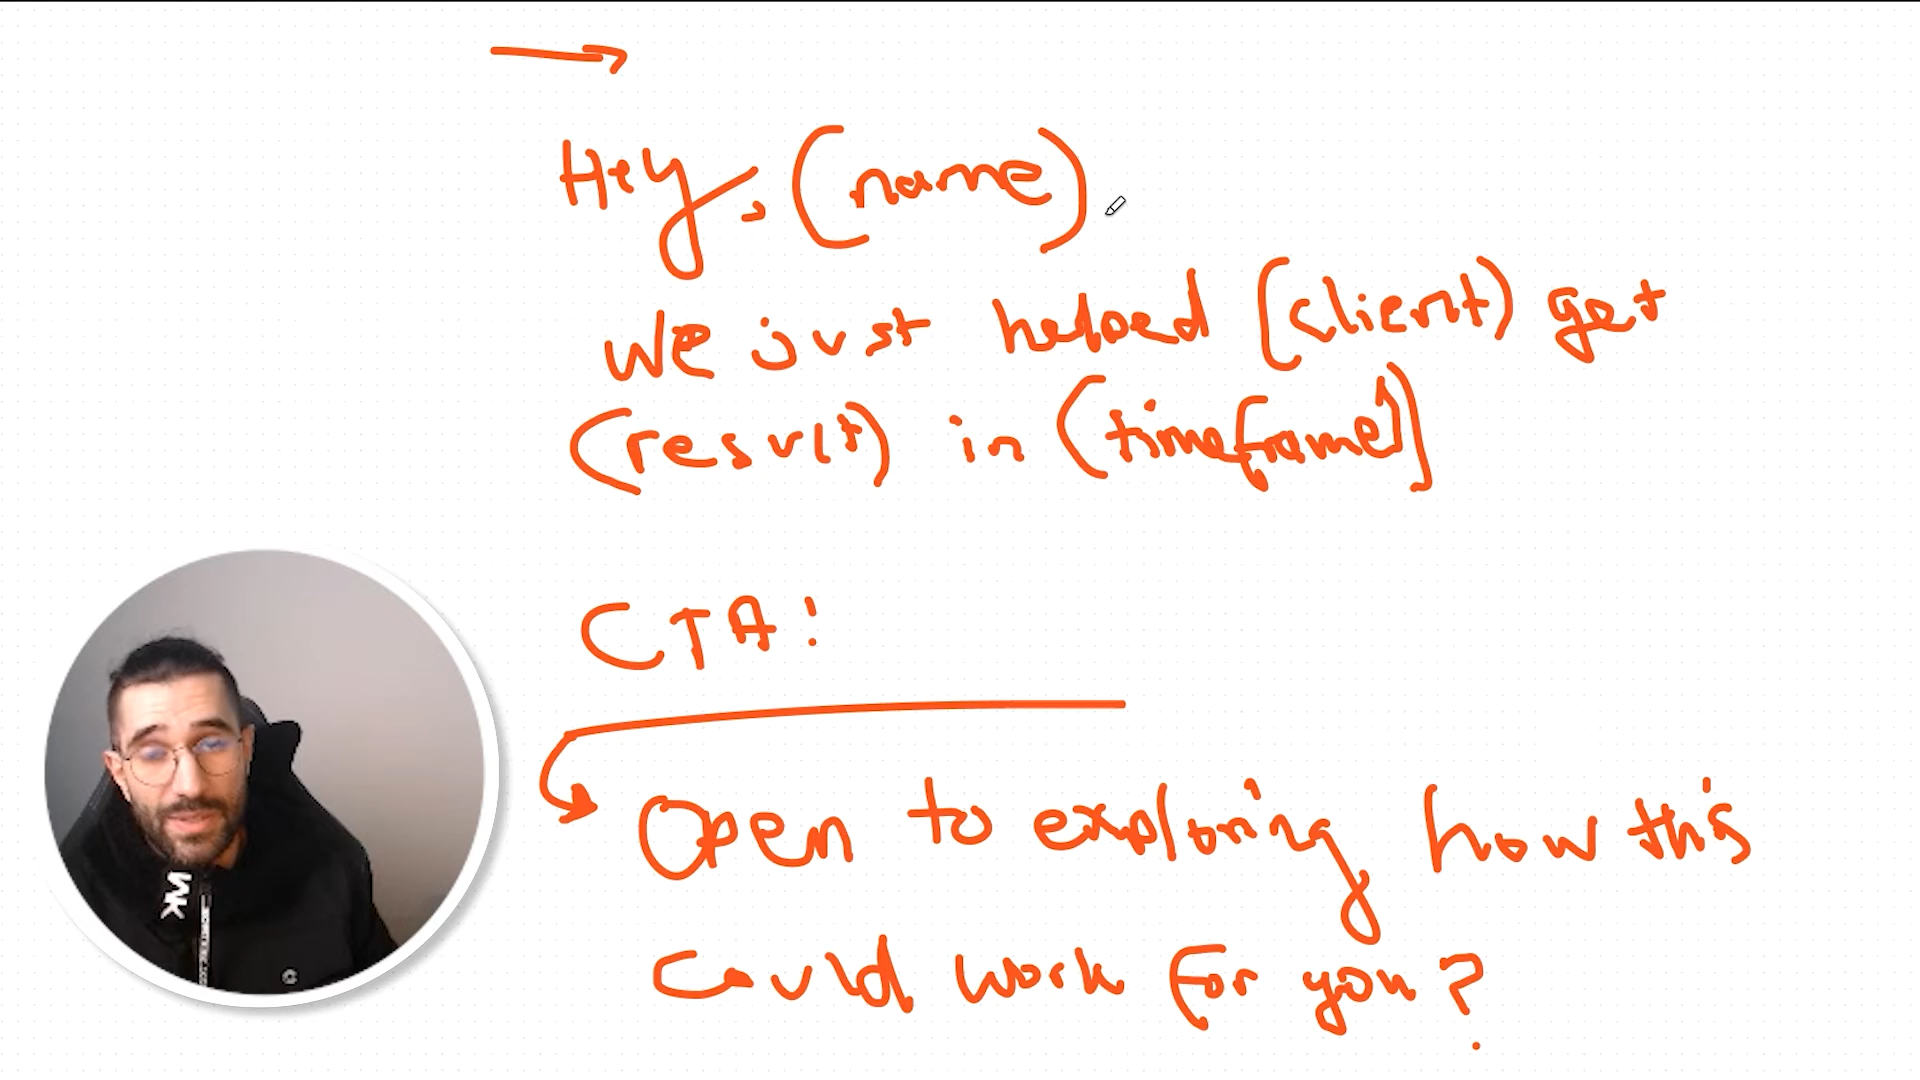 Hey, (name),
we just helped (client) get
(result) in (timeframe)]
CTA:
Open to exploring how this
could work for you?